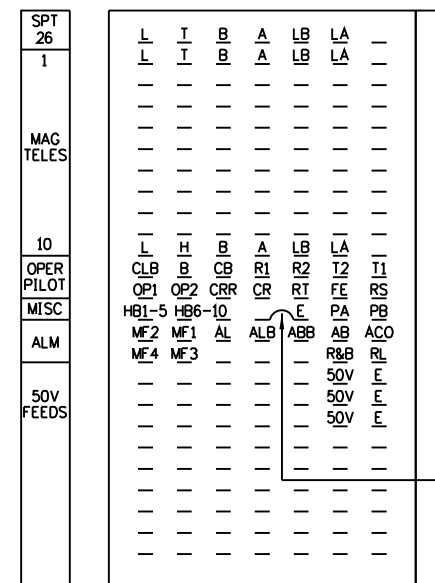 SPT
26 L T B A LB LA
1 L T B A LB LA
MAG
TELES
10 L H B A LB LA
OPER CLB B CB R1 R2 T2 T1
PILOT OP1 OP2 CRR CR RT FE RS
MISC HB1-5 HB6-10 E PA PB
ALM MF2 MF1 AL ALB ABB AB ACO
MF4 MF3 R&B RL
50V E
50V FEEDS 50V E
50V E